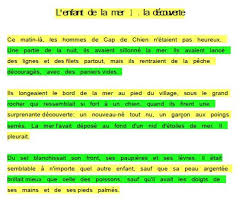 L'enfant de la mer 1 . la découverte
Ce matin-là, les hommes de Cap de Chien n'étaient pas heureux.
Une partie de la nuit, ils avaient sillonné la mer. Ils avaient lancé
des lignes et des filets partout, mais ils rentraient de la pêche
découragés, avec des paniers vides.
Ils longeaient le bord de la mer au pied du village, sous le grand
rocher qui ressemblait si fort à un chien, quand ils firent une
surprenante découverte: un nouveau-né tout nu, un garçon aux poings
serrés. La mer l'avait déposé au fond d'un nid d'étoiles de mer. Il
pleurait.
Du sel blanchissait son front, ses paupières et ses lèvres. Il était
semblable à n'importe quel autre enfant, sauf que sa peau argentée
brillait mieux que celle des poissons, sauf qu'il avait les doigts de
ses mains et de ses pieds palmés.